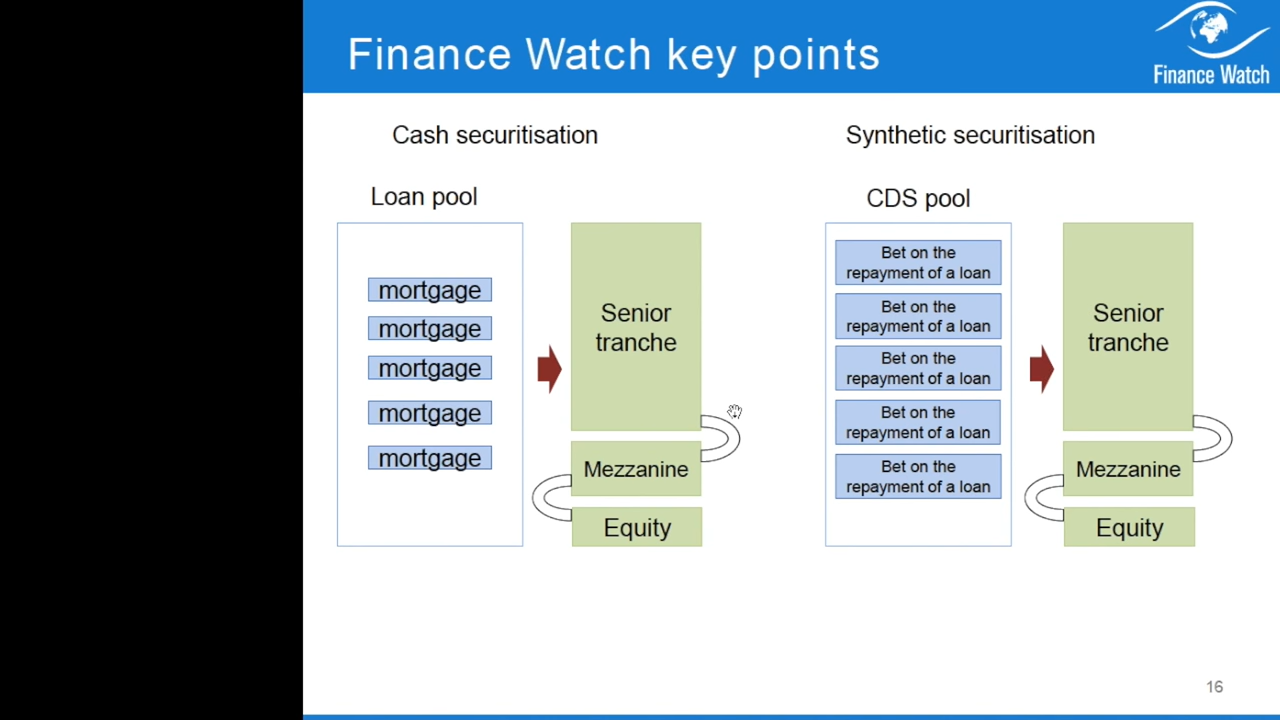 Finance Watch key points
Finance Watch
Cash securitisation
Loan pool
mortgage
mortgage
mortgage
mortgage
mortgage
Senior
tranche
Mezzanine
Equity
Synthetic securitisation
CDS pool
Bet on the
repayment of a loan
Bet on the
repayment of a loan
Bet on the
repayment of a loan
Bet on the
repayment of a loan
Bet on the
repayment of a loan
Senior
tranche
Mezzanine
Equity
16